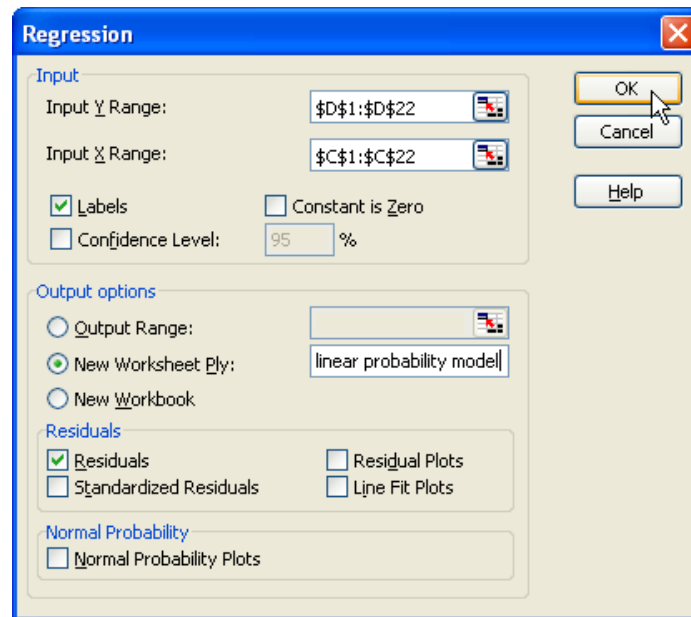 Regression
Input
Input Y Range: $D$1:$D$22
Input X Range: $C$1:$C$22
Labels Constant is Zero
Confidence Level: 95 %
OK
Cancel
Help
Output options
Output Range:
New Worksheet Ply: linear probability model
New Workbook
Residuals
Residuals Residual Plots
Standardized Residuals Line Fit Plots
Normal Probability
Normal Probability Plots